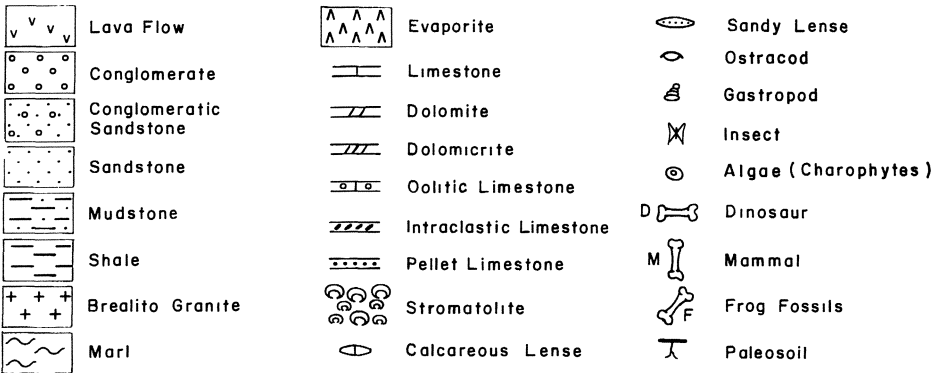 Lava Flow
Conglomerate
Conglomeratic
Sandstone
Sandstone
Mudstone
Shale
Brealito Granite
Marl
Evaporite
Limestone
Dolomite
Dolomicrite
Oolitic Limestone
Intraclastic Limestone
Pellet Limestone
Stromatolite
Calcareous Lense
Sandy Lense
Ostracod
Gastropod
Insect
Algae (Charophytes)
D Dinosaur
M Mammal
F Frog Fossils
Paleosoil